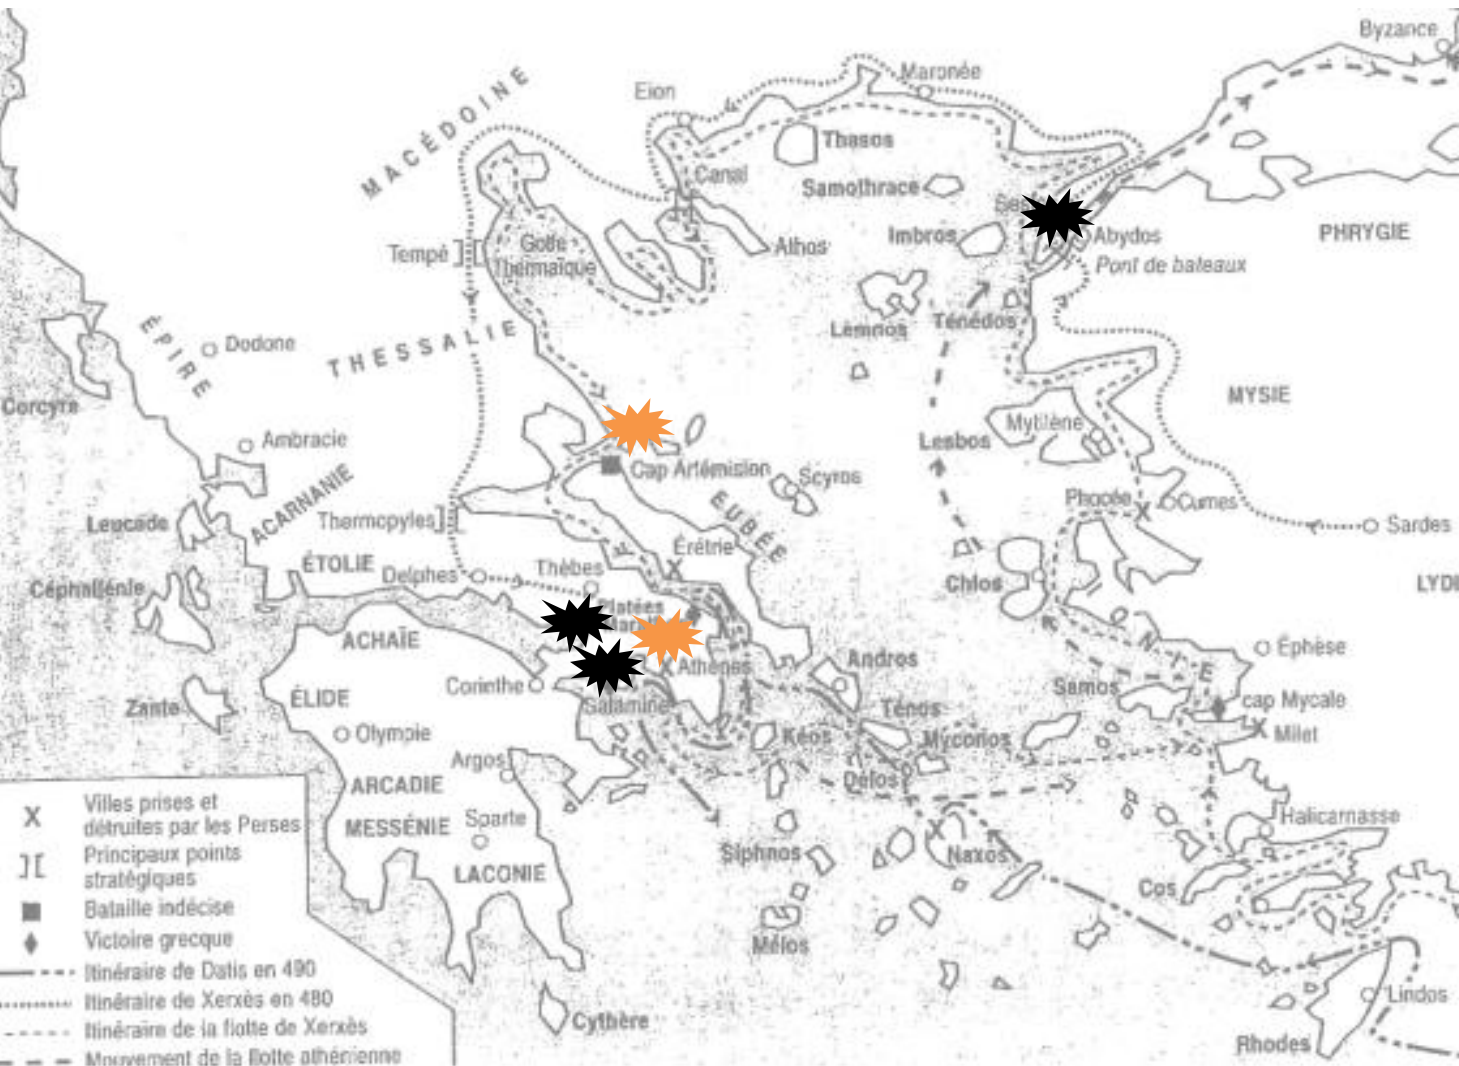 Byzance
Maronée
Eion
MACÉDOINE
Thasos
Canal
Samothrace
Imbros
Abydos
PHRYGIE
Athos
Tempé
Golfe
Thermaïque
Pont de bateaux
Lemnos
Ténédos
ÉPIRE
Dodone
THESSALIE
Corcyre
MYSIE
Mytilène
Lesbos
Ambracie
Cap Artémision
Scyros
ACARNANIE
Phocée
Cumes
Leucade
Thermopyles
EUBÉE
Sardes
Érétrie
ÉTOLIE
Delphes
Thèbes
Céphallénie
Chios
Platées
ACHAÏE
IONIE
Éphèse
Athènes
Andros
Corinthe
ÉLIDE
Samos
cap Mycale
Zante
Salamine
Ténos
Olympie
Kéos
Myconos
Milet
Argos
ARCADIE
Délos
Villes prises et
détruites par les Perses
MESSÉNIE
Sparte
Halicarnasse
Principaux points
stratégiques
LACONIE
Siphnos
Naxos
Cos
Bataille indécise
Victoire grecque
Mélos
Itinéraire de Datis en 490
Itinéraire de Xerxès en 480
Lindos
Cythère
Itinéraire de la flotte de Xerxès
Rhodes
Mouvement de la flotte athénienne